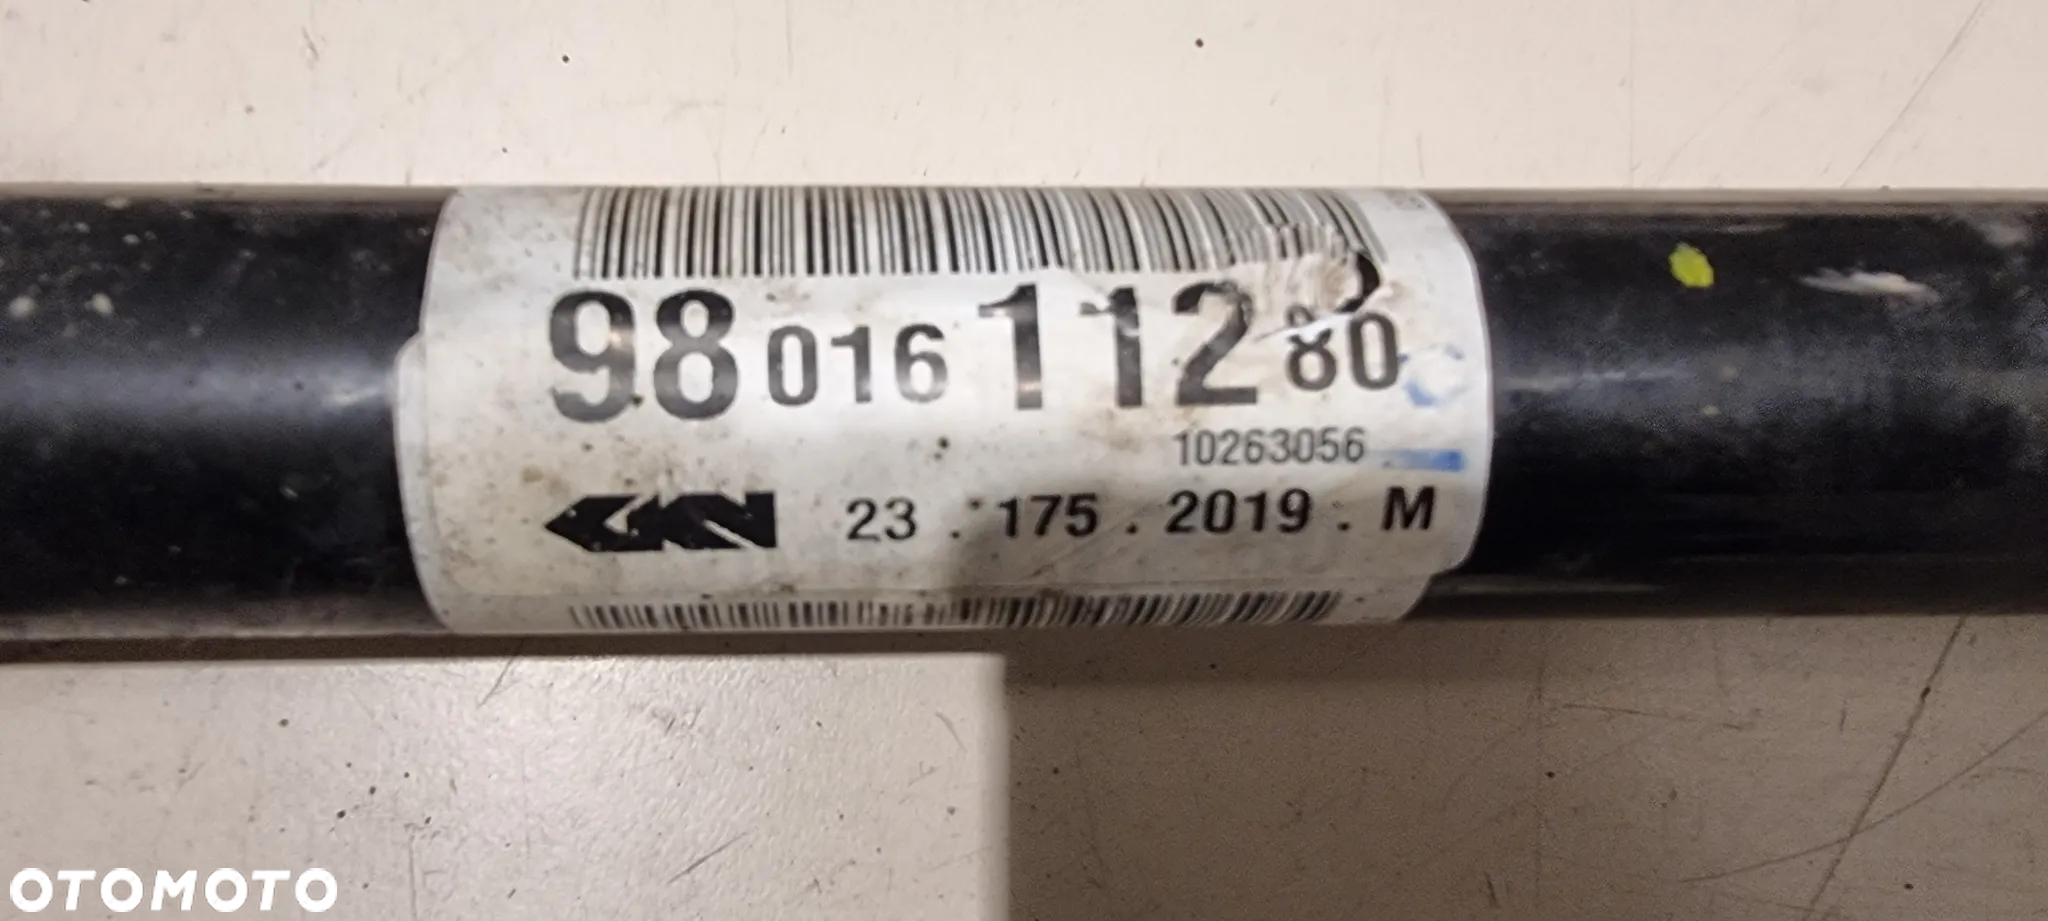 98 016 112 80
10263056
GKN 23 . 175 . 2019 . M
OTOMOTO